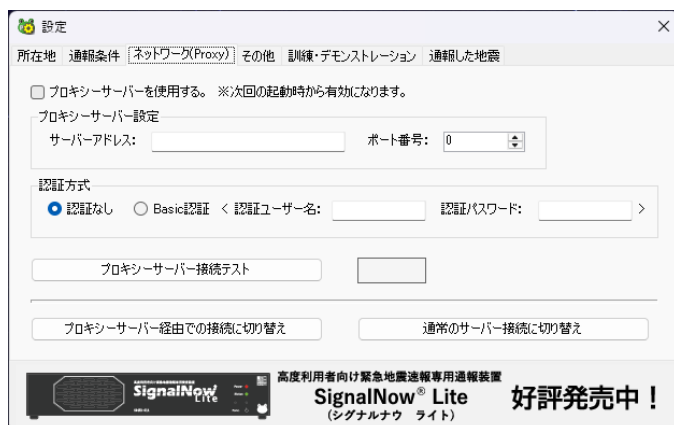 設定
所在地 通報条件 ネットワーク(Proxy) その他 訓練・デモンストレーション 通報した地震
プロキシーサーバーを使用する。 ※次回の起動時から有効になります。
プロキシーサーバー設定
サーバーアドレス: ポート番号: 0
認証方式
認証なし Basic認証 < 認証ユーザー名: 認証パスワード: >
プロキシーサーバー接続テスト
プロキシーサーバー経由での接続に切り替え 通常のサーバー接続に切り替え
SignalNow Lite
高度利用者向け緊急地震速報専用通報装置
SignalNow® Lite
(シグナルナウ ライト)
好評発売中!